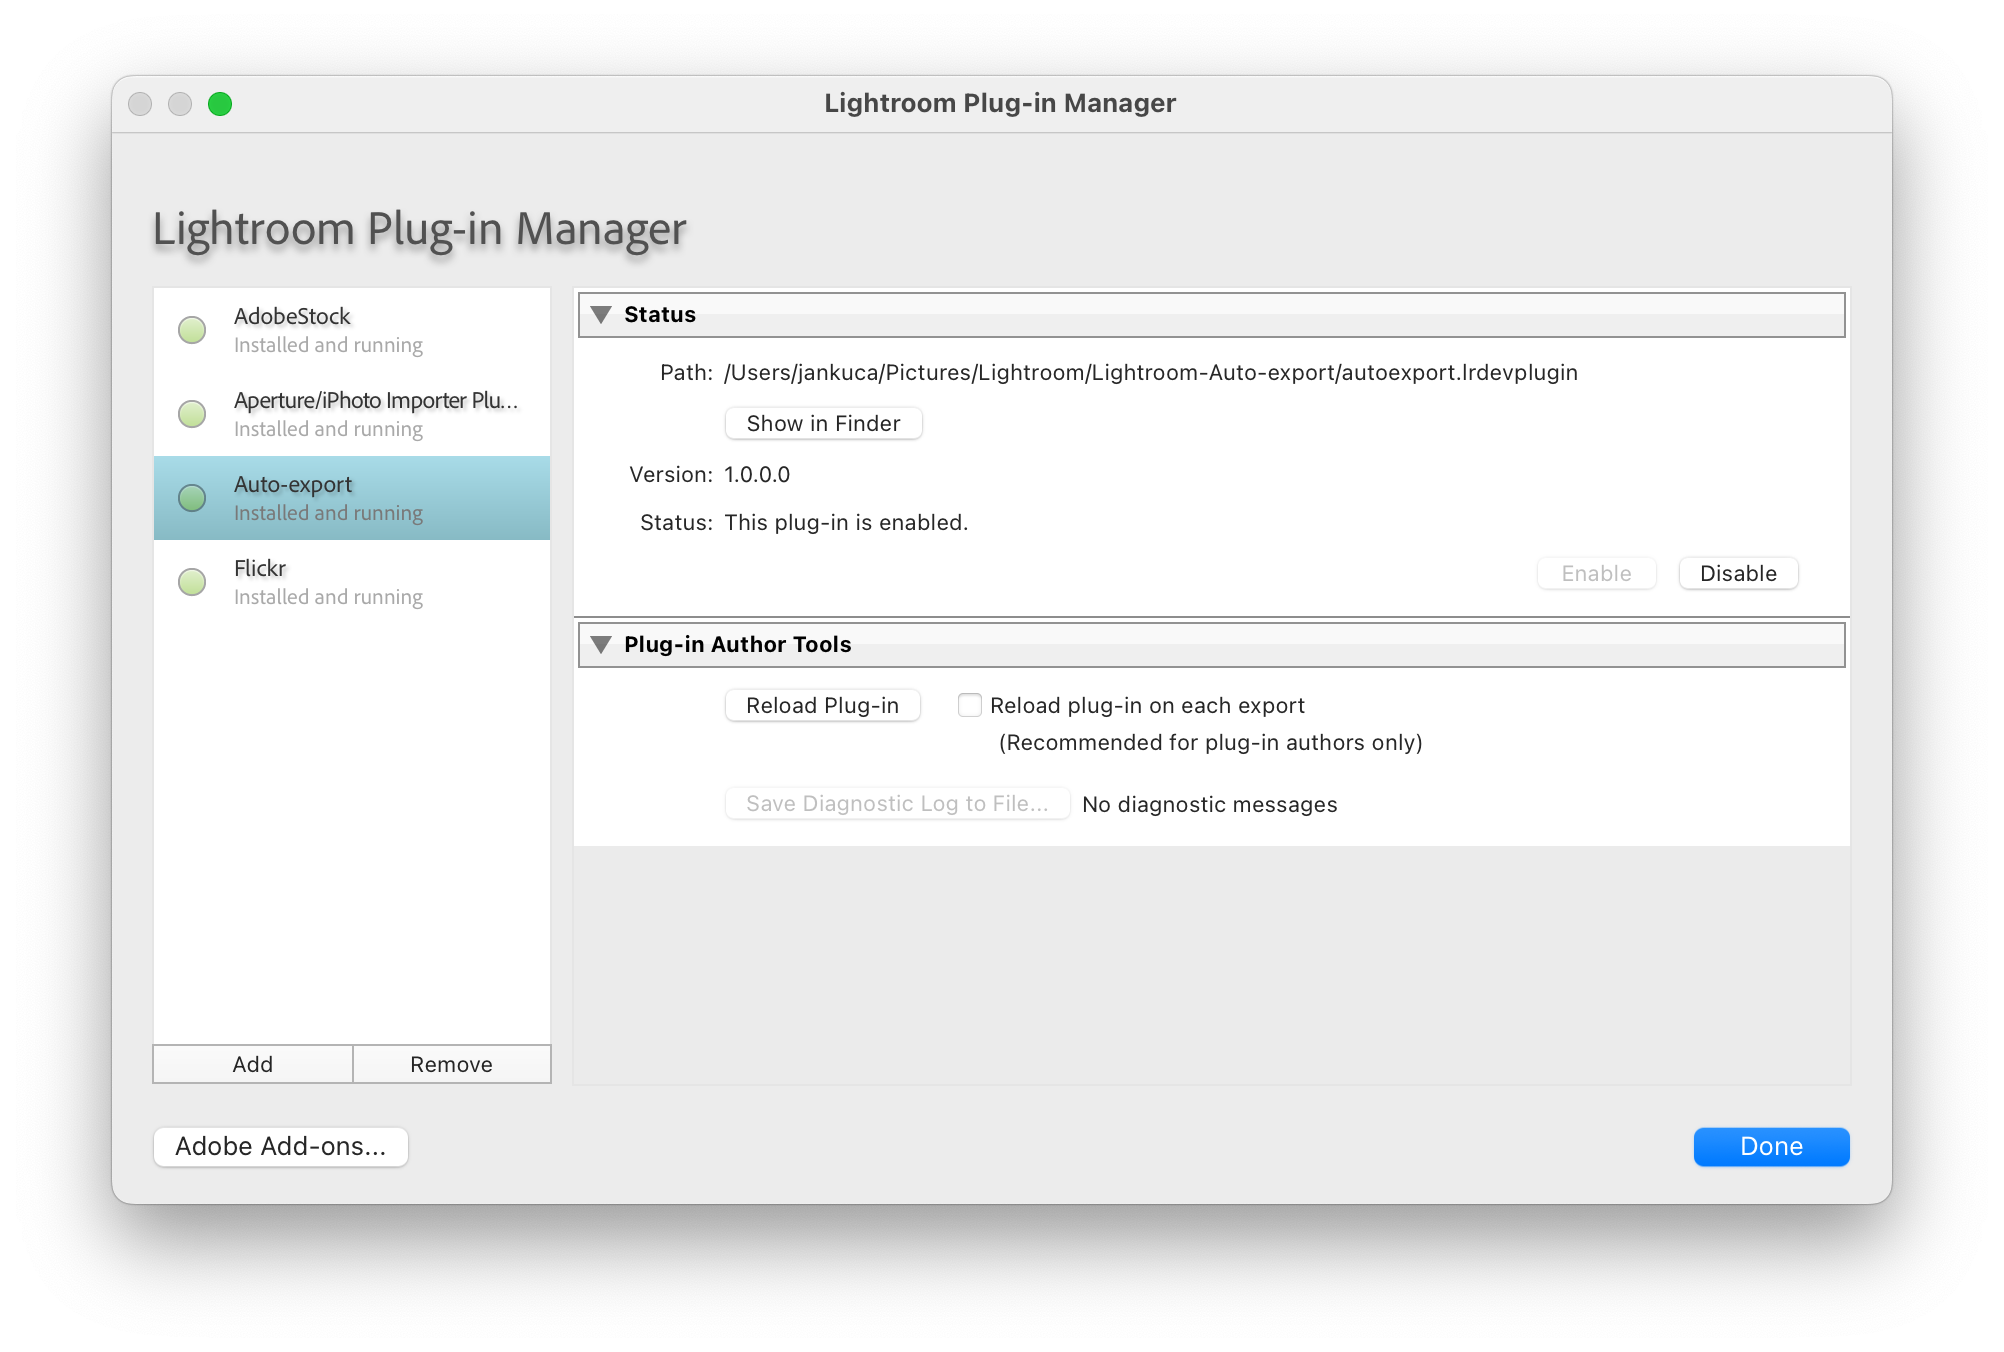 Lightroom Plug-in Manager
Lightroom Plug-in Manager
AdobeStock
Installed and running
Aperture/iPhoto Importer Plu...
Installed and running
Auto-export
Installed and running
Flickr
Installed and running
Add Remove
Status
Path: /Users/jankuca/Pictures/Lightroom/Lightroom-Auto-export/autoexport.lrdevplugin
Show in Finder
Version: 1.0.0.0
Status: This plug-in is enabled.
Enable Disable
Plug-in Author Tools
Reload Plug-in Reload plug-in on each export
(Recommended for plug-in authors only)
Save Diagnostic Log to File... No diagnostic messages
Adobe Add-ons... Done